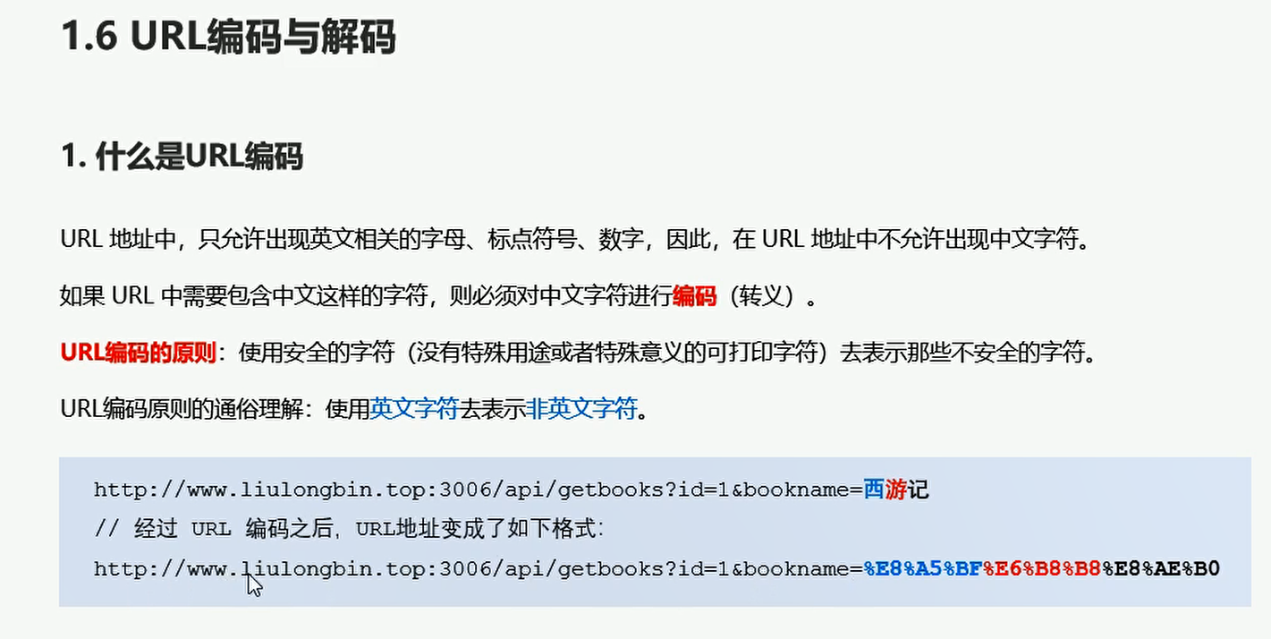 1.6 URL编码与解码
1. 什么是URL编码
URL 地址中，只允许出现英文相关的字母、标点符号、数字，因此，在 URL 地址中不允许出现中文字符。
如果 URL 中需要包含中文这样的字符，则必须对中文字符进行编码（转义）。
URL编码的原则：使用安全的字符（没有特殊用途或者特殊意义的可打印字符）去表示那些不安全的字符。
URL编码原则的通俗理解：使用英文字符去表示非英文字符。
http://www.liulongbin.top:3006/api/getbooks?id=1&bookname=西游记
// 经过 URL 编码之后，URL地址变成了如下格式：
http://www.liulongbin.top:3006/api/getbooks?id=1&bookname=%E8%A5%BF%E6%B8%B8%E8%AE%B0